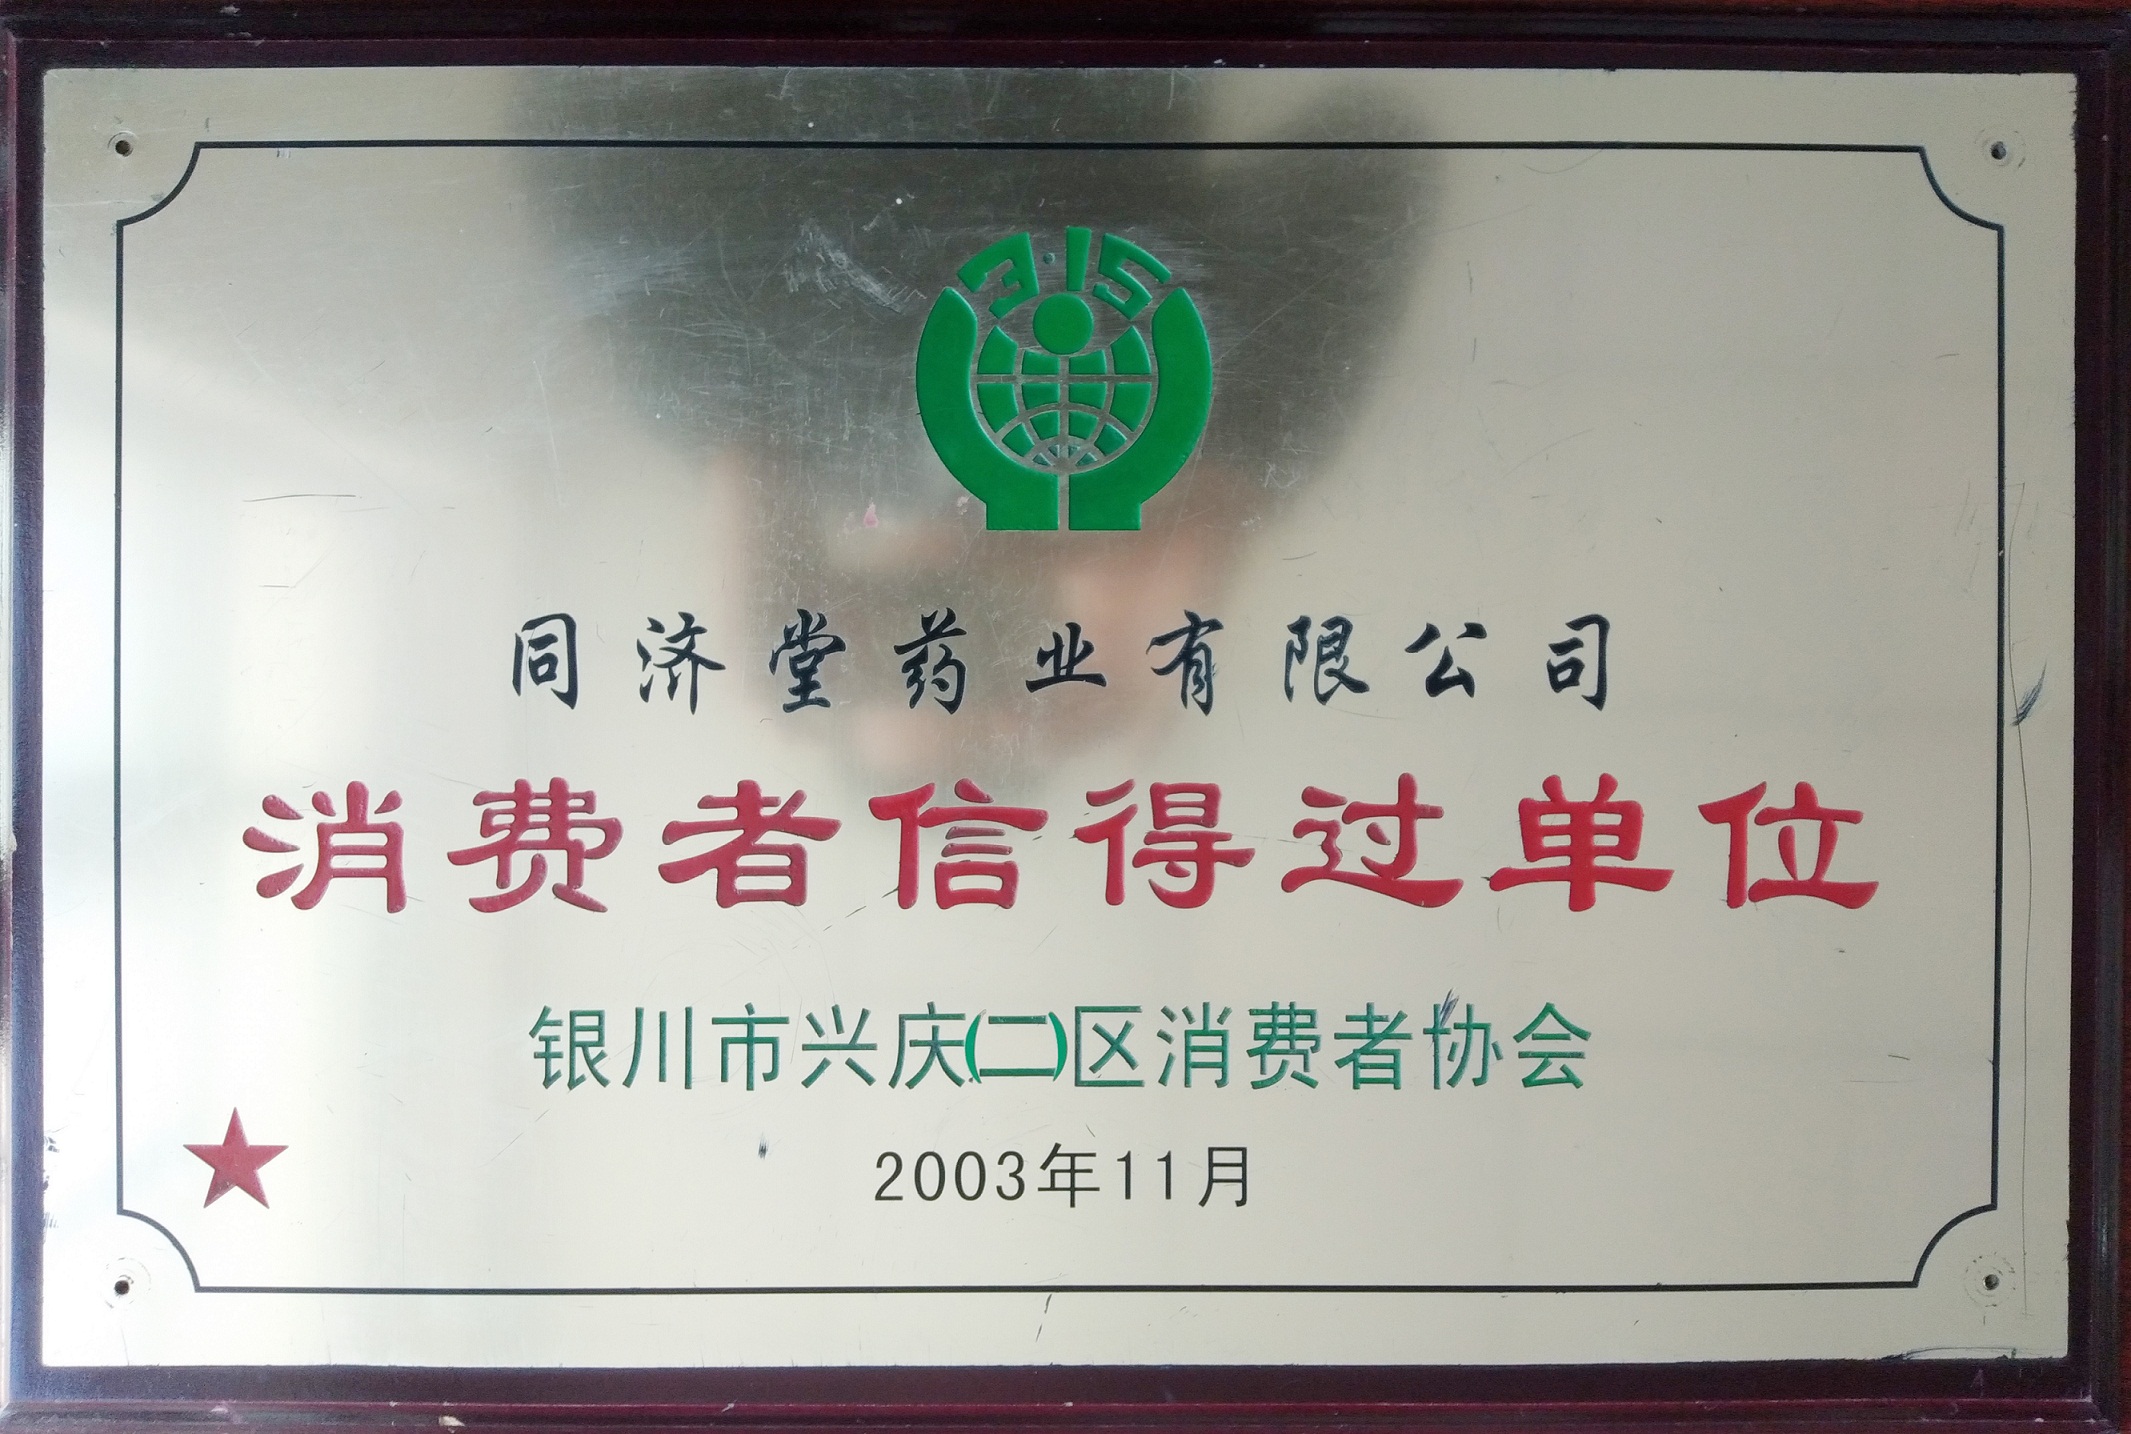 3·15
同济堂药业有限公司
消费者信得过单位
银川市兴庆(二)区消费者协会
2003年11月